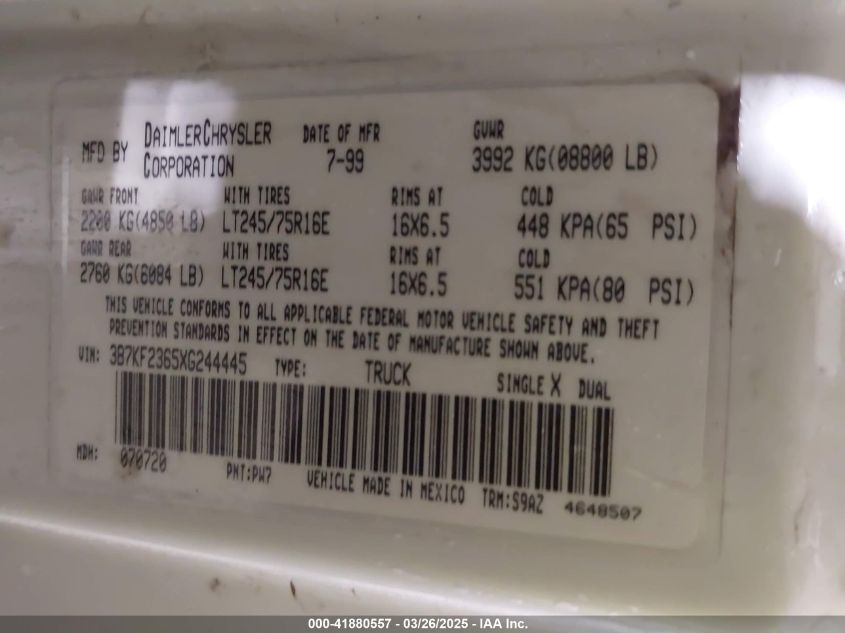 MFD BY DAIMLERCHRYSLER CORPORATION DATE OF MFR 7-99 GVWR 3992 KG(08800 LB)
GAWR FRONT WITH TIRES RIMS AT COLD
2200 KG(4850 LB) LT245/75R16E 16X6.5 448 KPA(65 PSI)
GAWR REAR WITH TIRES RIMS AT COLD
2760 KG(6084 LB) LT245/75R16E 16X6.5 551 KPA(80 PSI)
THIS VEHICLE CONFORMS TO ALL APPLICABLE FEDERAL MOTOR VEHICLE SAFETY AND THEFT
PREVENTION STANDARDS IN EFFECT ON THE DATE OF MANUFACTURE SHOWN ABOVE.
VIN: 3B7KF2365XG244445 TYPE: TRUCK SINGLE X DUAL
MDH: 070720 PNT:PW7 VEHICLE MADE IN MEXICO TRM:S9AZ 4648507
000-41880557 - 03/26/2025 - IAA Inc.